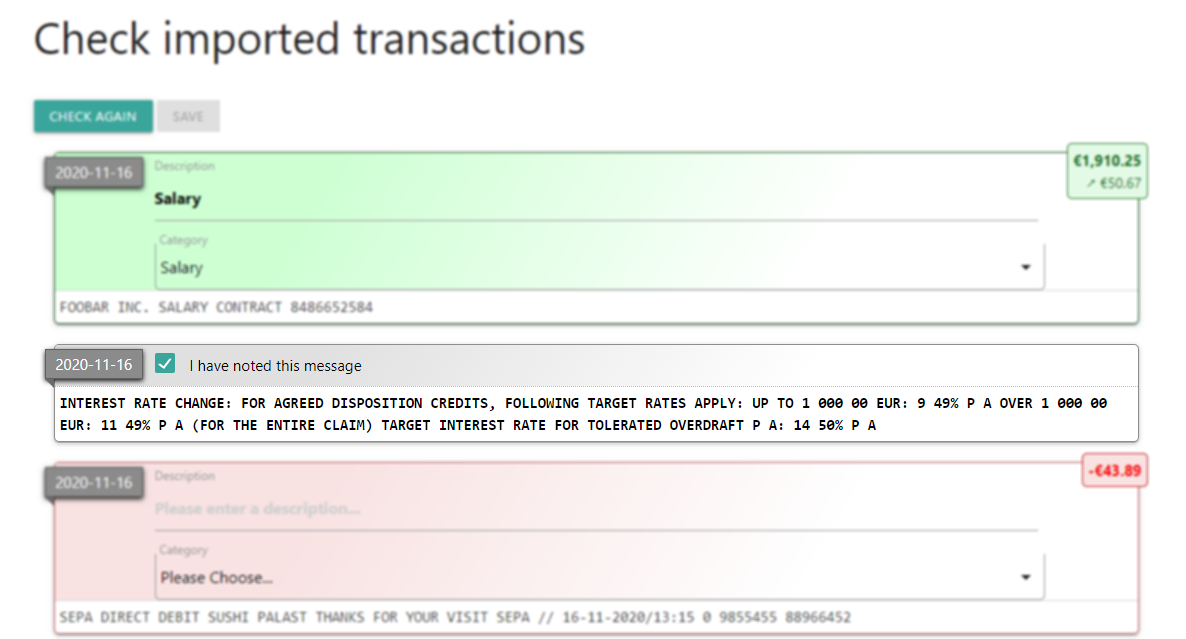 Check imported transactions
CHECK AGAIN
SAVE
2020-11-16
Description
€1,910.25
Salary
↗ €50.67
Category
Salary
FOOBAR INC. SALARY CONTRACT 8486652584
2020-11-16
I have noted this message
INTEREST RATE CHANGE: FOR AGREED DISPOSITION CREDITS, FOLLOWING TARGET RATES APPLY: UP TO 1 000 00 EUR: 9 49% P A OVER 1 000 00
EUR: 11 49% P A (FOR THE ENTIRE CLAIM) TARGET INTEREST RATE FOR TOLERATED OVERDRAFT P A: 14 50% P A
2020-11-16
Description
-€43.89
Please enter a description...
Category
Please Choose...
SEPA DIRECT DEBIT SUSHI PALAST THANKS FOR YOUR VISIT SEPA // 16-11-2020/13:15 0 9855455 88966452